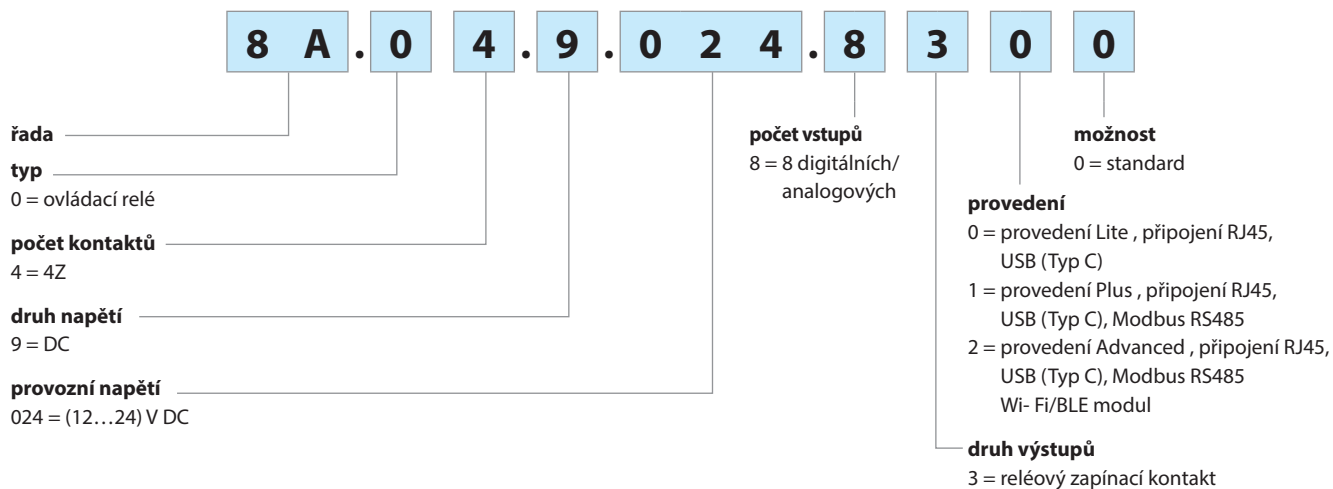 8 A . 0 4 . 9 . 0 2 4 . 8 3 0 0
řada
typ
0 = ovládací relé
počet kontaktů
4 = 4Z
druh napětí
9 = DC
provozní napětí
024 = (12…24) V DC
počet vstupů
8 = 8 digitálních/
analogových
možnost
0 = standard
provedení
0 = provedení Lite , připojení RJ45,
USB (Typ C)
1 = provedení Plus , připojení RJ45,
USB (Typ C), Modbus RS485
2 = provedení Advanced , připojení RJ45,
USB (Typ C), Modbus RS485
Wi- Fi/BLE modul
druh výstupů
3 = reléový zapínací kontakt